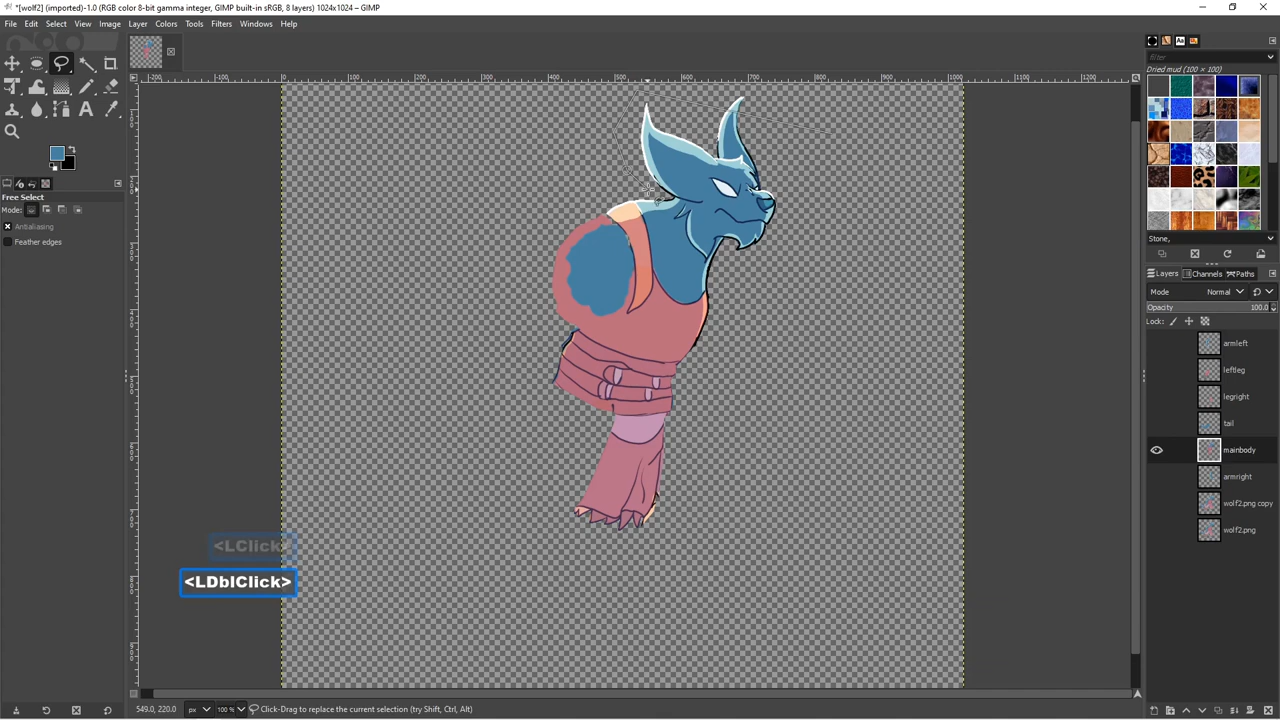 *[wolf2] (imported)-1.0 (RGB color 8-bit gamma integer, GIMP built-in sRGB, 8 layers) 1024x1024 – GIMP
File Edit Select View Image Layer Colors Tools Filters Windows Help
filter
Dried mud (100 × 100)
Free Select
Mode:
Antialiasing
Feather edges
Stone,
Layers Channels Paths
Mode Normal
Opacity 100.0
Lock:
armleft
leftleg
legright
tail
mainbody
armright
wolf2.png copy
wolf2.png
<LClick>
<LDblClick>
549.0, 220.0 px 100 % Click-Drag to replace the current selection (try Shift, Ctrl, Alt)